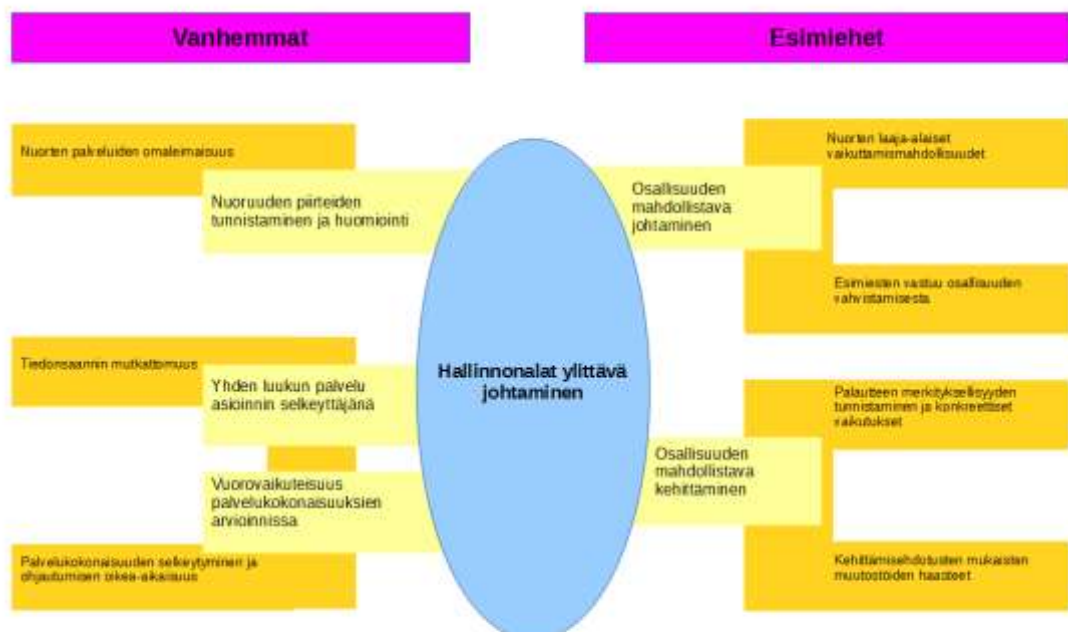 Vanhemmat
Esimiehet
Nuorten palveluiden omaleimaisuus
Nuoruuden piirteiden
tunnistaminen ja huomiointi
Tiedonsaannin mutkattomuus
Yhden luukun palvelu
asioinnin selkeyttäjänä
Vuorovaikuteisuus
palvelukokonaisuuksien
arvioinnissa
Palvelukokonaisuuden selkeytyminen ja
ohjautumisen oikea-aikaisuus
Hallinnonalat ylittävä
johtaminen
Nuorten laaja-alaiset
vaikuttamismahdollisuudet
Osallisuuden
mahdollistava
johtaminen
Esimiesten vastuu osallisuuden
vahvistamisesta
Palautteen merkityksellisyyden
tunnistaminen ja konkreettiset
vaikutukset
Osallisuuden
mahdollistava
kehittäminen
Kehittämisehdotusten mukaisten
muutostöiden haasteet